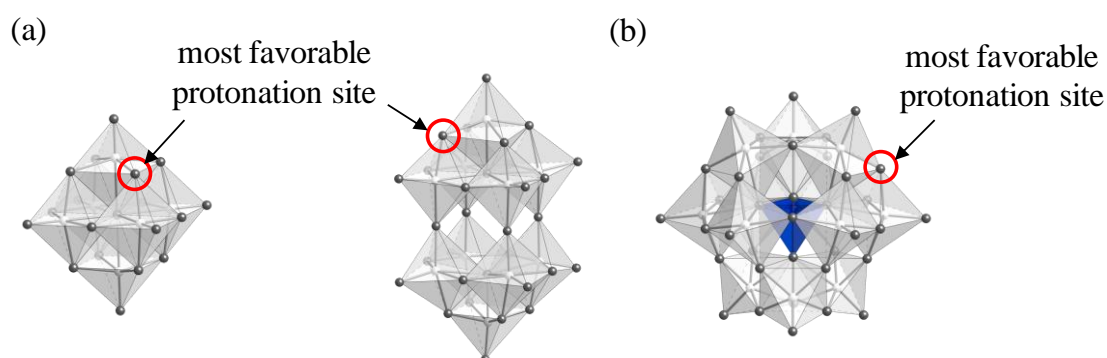 (a)
most favorable
protonation site
(b)
most favorable
protonation site